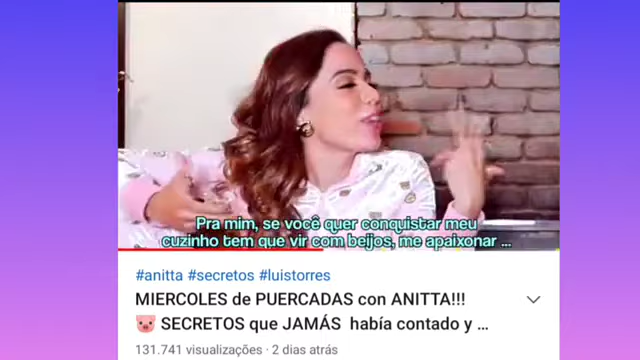 Pra mim, se você quer conquistar meu
cuzinho tem que vir com beijos, me apaixonar ...
#anitta #secretos #luistorres
MIERCOLES de PUERCADAS con ANITTA!!!
🐷 SECRETOS que JAMÁS había contado y ...
131.741 visualizações · 2 dias atrás